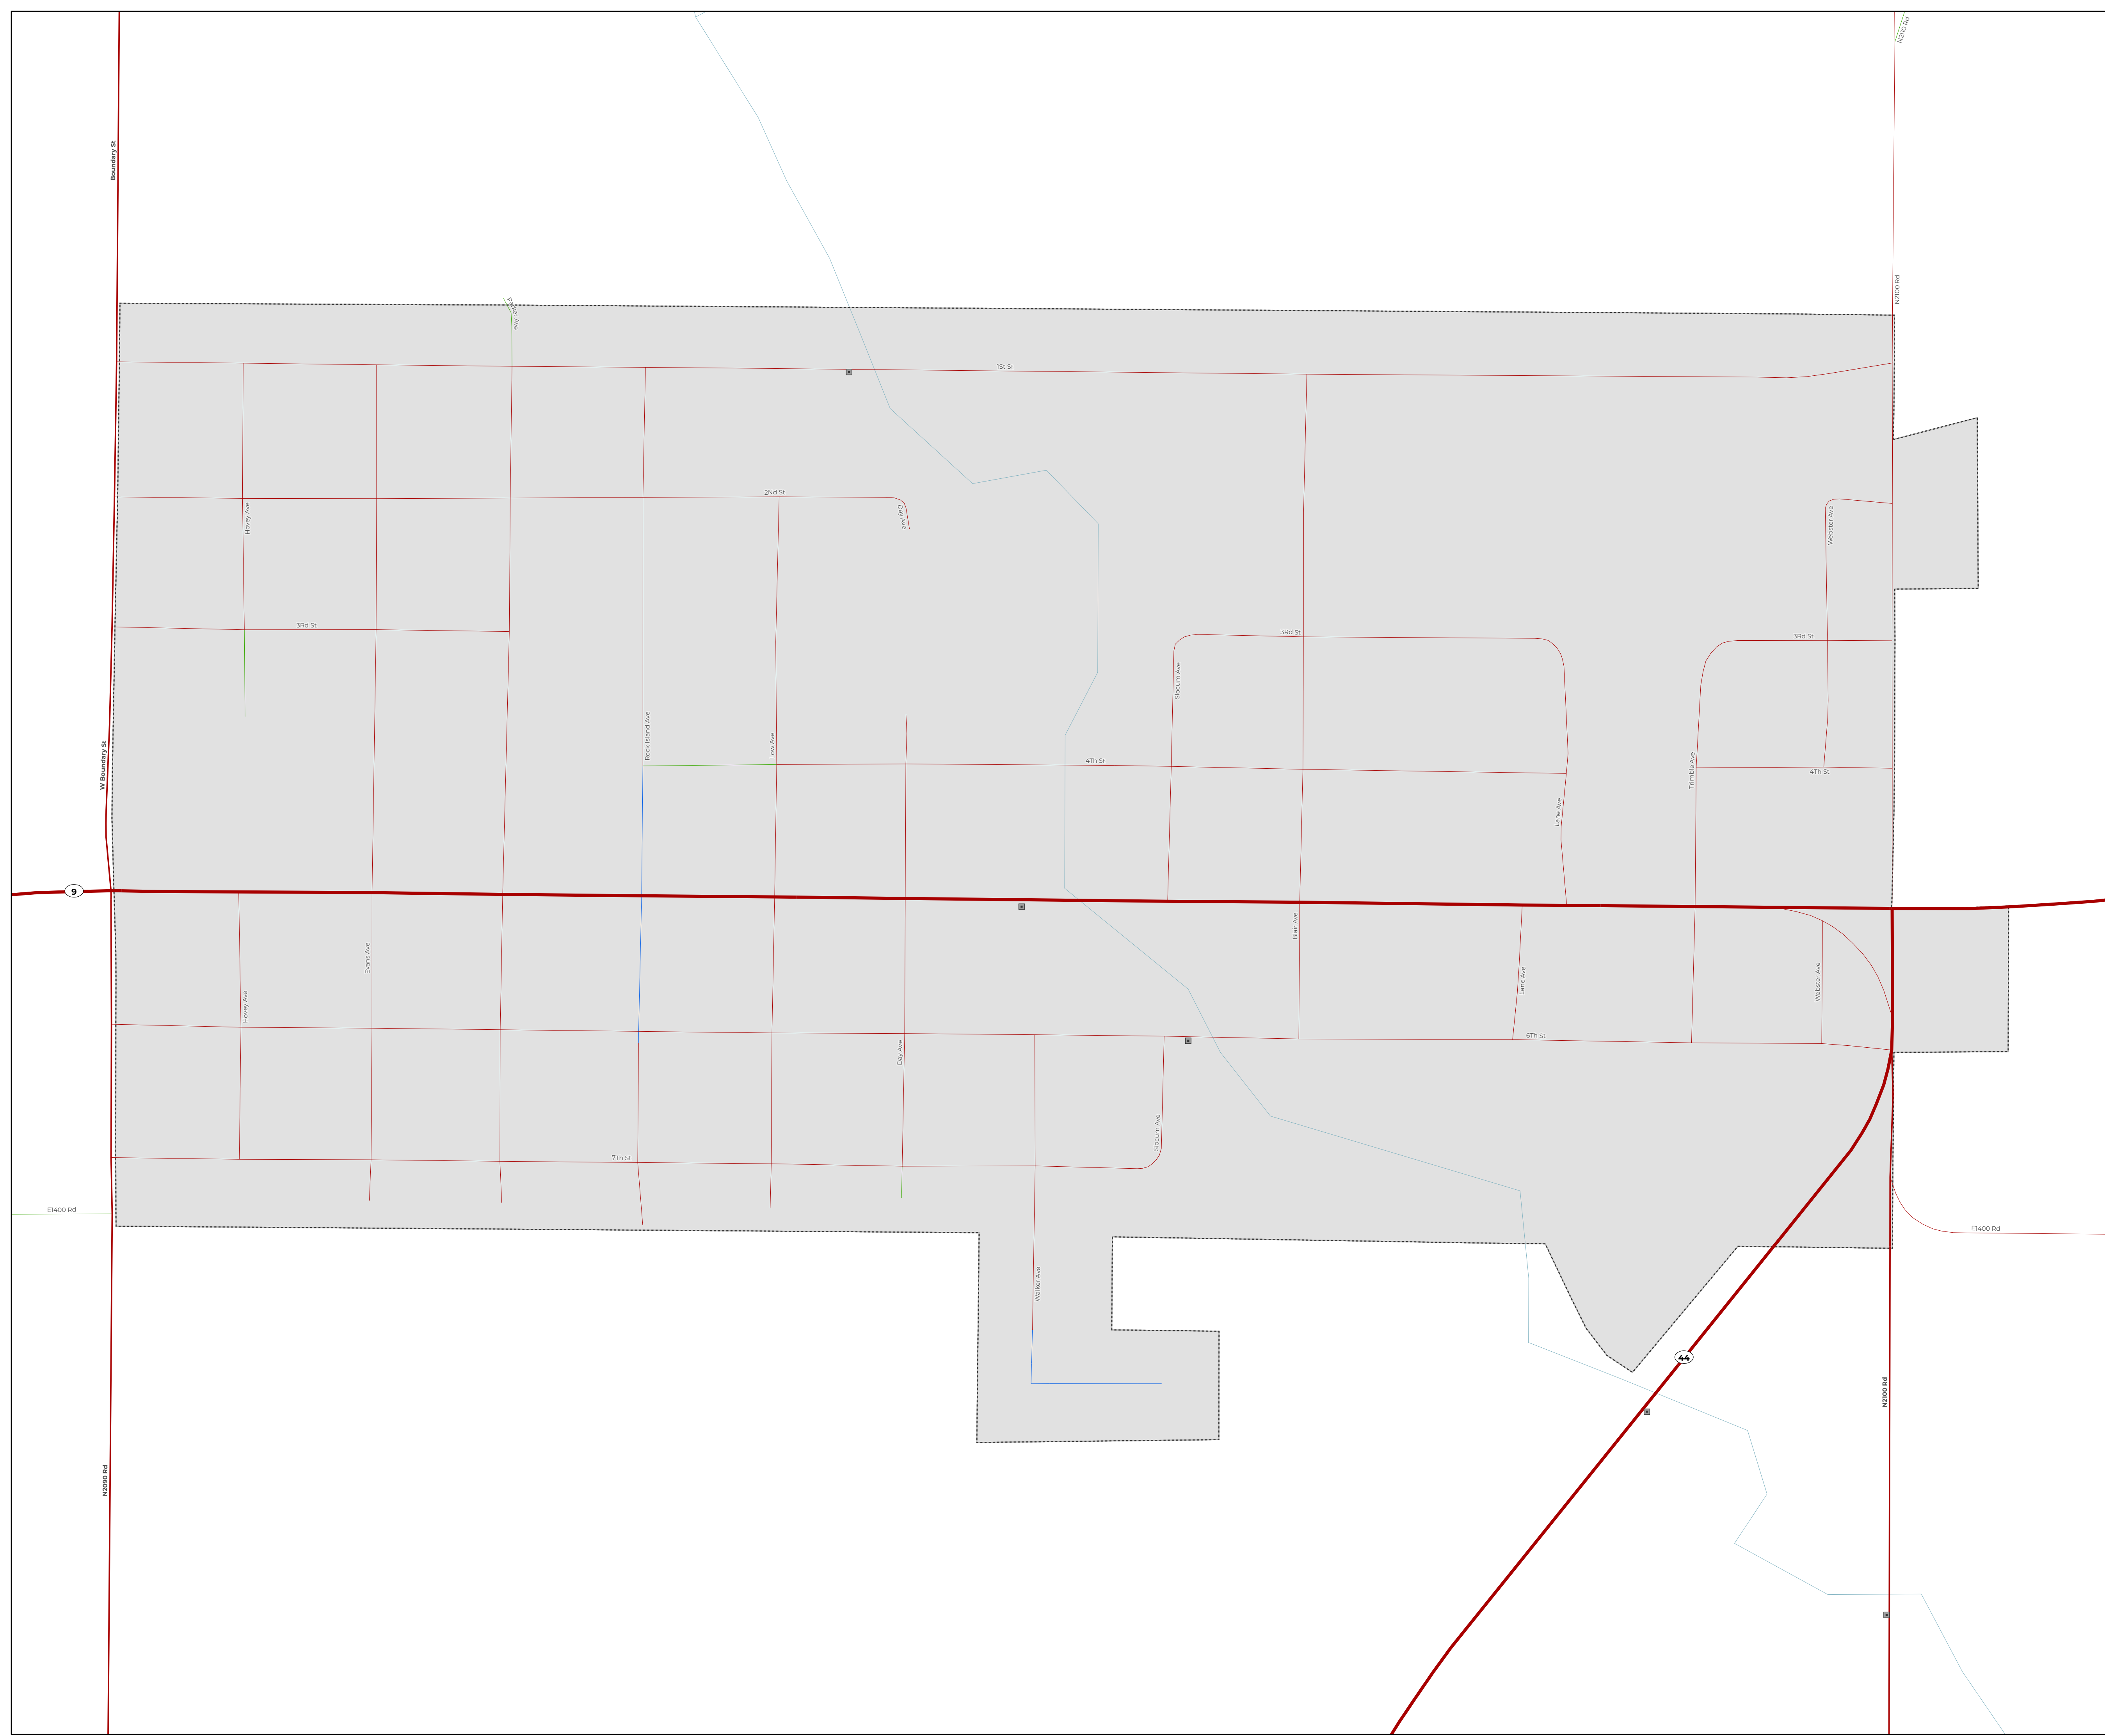 N2110 Rd
Boundary St
N2100 Rd
Parker Ave
1St St
2Nd St
Hovey Ave
Day Ave
Webster Ave
3Rd St
3Rd St
3Rd St
Slocum Ave
Rock Island Ave
Low Ave
W Boundary St
4Th St
Trimble Ave
4Th St
Lane Ave
9
Blair Ave
Evans Ave
Lane Ave
Webster Ave
Hovey Ave
6Th St
Day Ave
Slocum Ave
7Th St
E1400 Rd
E1400 Rd
Walker Ave
44
N2100 Rd
N2090 Rd